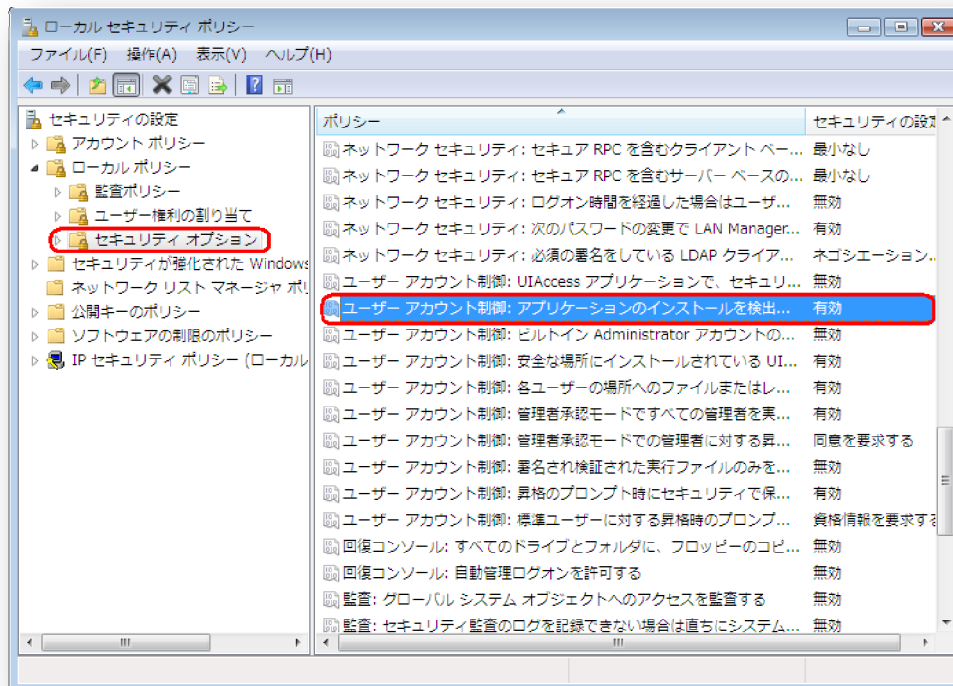 ローカル セキュリティ ポリシー
ファイル(F) 操作(A) 表示(V) ヘルプ(H)
セキュリティの設定
アカウント ポリシー
ローカル ポリシー
監査ポリシー
ユーザー権利の割り当て
セキュリティ オプション
セキュリティが強化された Windows
ネットワーク リスト マネージャ ポリ
公開キーのポリシー
ソフトウェアの制限のポリシー
IP セキュリティ ポリシー (ローカル
ポリシー セキュリティの設定
ネットワーク セキュリティ: セキュア RPC を含むクライアント ベー... 最小なし
ネットワーク セキュリティ: セキュア RPC を含むサーバー ベースの... 最小なし
ネットワーク セキュリティ: ログオン時間を経過した場合はユーザ... 無効
ネットワーク セキュリティ: 次のパスワードの変更で LAN Manager... 有効
ネットワーク セキュリティ: 必須の署名をしている LDAP クライア... ネゴシエーション...
ユーザー アカウント制御: UIAccess アプリケーションで、セキュリ... 無効
ユーザー アカウント制御: アプリケーションのインストールを検出... 有効
ユーザー アカウント制御: ビルトイン Administrator アカウントの... 無効
ユーザー アカウント制御: 安全な場所にインストールされている UI... 有効
ユーザー アカウント制御: 各ユーザーの場所へのファイルまたはレ... 有効
ユーザー アカウント制御: 管理者承認モードですべての管理者を実... 有効
ユーザー アカウント制御: 管理者承認モードでの管理者に対する昇... 同意を要求する
ユーザー アカウント制御: 署名され検証された実行ファイルのみを... 無効
ユーザー アカウント制御: 昇格のプロンプト時にセキュリティで保... 有効
ユーザー アカウント制御: 標準ユーザーに対する昇格時のプロンプ... 資格情報を要求する
回復コンソール: すべてのドライブとフォルダに、フロッピーのコピ... 無効
回復コンソール: 自動管理ログオンを許可する 無効
監査: グローバル システム オブジェクトへのアクセスを監査する 無効
監査: セキュリティ監査のログを記録できない場合は直ちにシステム... 無効